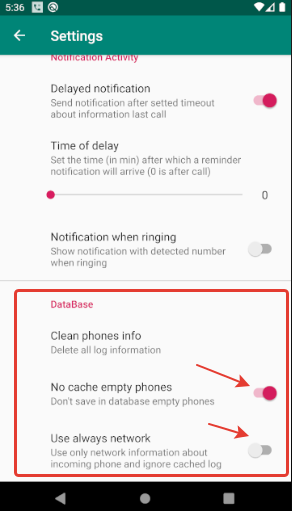 5:36
Settings
Notification Activity
Delayed notification
Send notification after setted timeout
about information last call
Time of delay
Set the time (in min) after which a reminder
notification will arrive (0 is after call)
0
Notification when ringing
Show notification with detected number
when ringing
DataBase
Clean phones info
Delete all log information
No cache empty phones
Don't save in database empty phones
Use always network
Use only network information about
incoming phone and ignore cached log